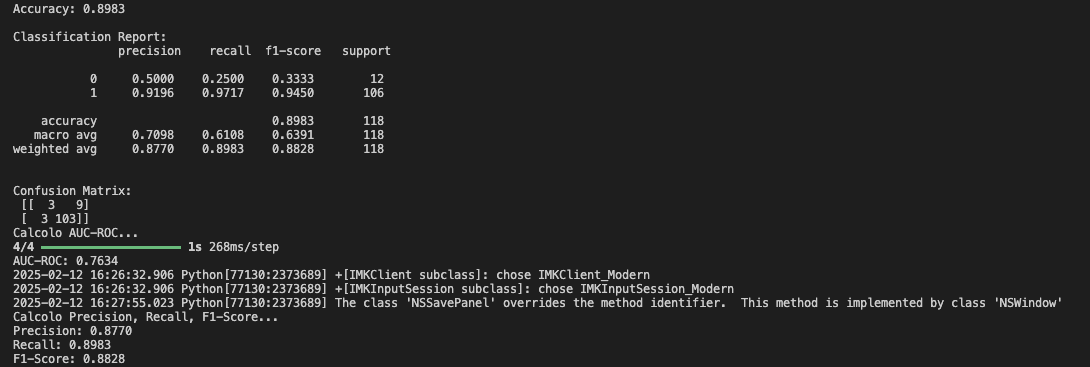 Accuracy: 0.8983
Classification Report:
precision recall f1-score support
0 0.5000 0.2500 0.3333 12
1 0.9196 0.9717 0.9450 106
accuracy 0.8983 118
macro avg 0.7098 0.6108 0.6391 118
weighted avg 0.8770 0.8983 0.8828 118
Confusion Matrix:
[[ 3 9]
[ 3 103]]
Calcolo AUC-ROC...
4/4 ━━━━━━━━━━━━━━━━━━━━ 1s 268ms/step
AUC-ROC: 0.7634
2025-02-12 16:26:32.906 Python[77130:2373689] +[IMKClient subclass]: chose IMKClient_Modern
2025-02-12 16:26:32.906 Python[77130:2373689] +[IMKInputSession subclass]: chose IMKInputSession_Modern
2025-02-12 16:27:55.023 Python[77130:2373689] The class 'NSSavePanel' overrides the method identifier.  This method is implemented by class 'NSWindow'
Calcolo Precision, Recall, F1-Score...
Precision: 0.8770
Recall: 0.8983
F1-Score: 0.8828